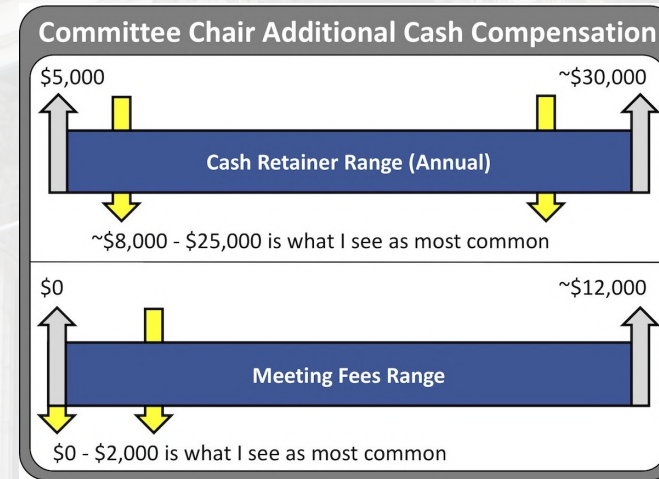 Committee Chair Additional Cash Compensation
$5,000 ~$30,000
Cash Retainer Range (Annual)
~$8,000 - $25,000 is what I see as most common
$0 ~$12,000
Meeting Fees Range
$0 - $2,000 is what I see as most common